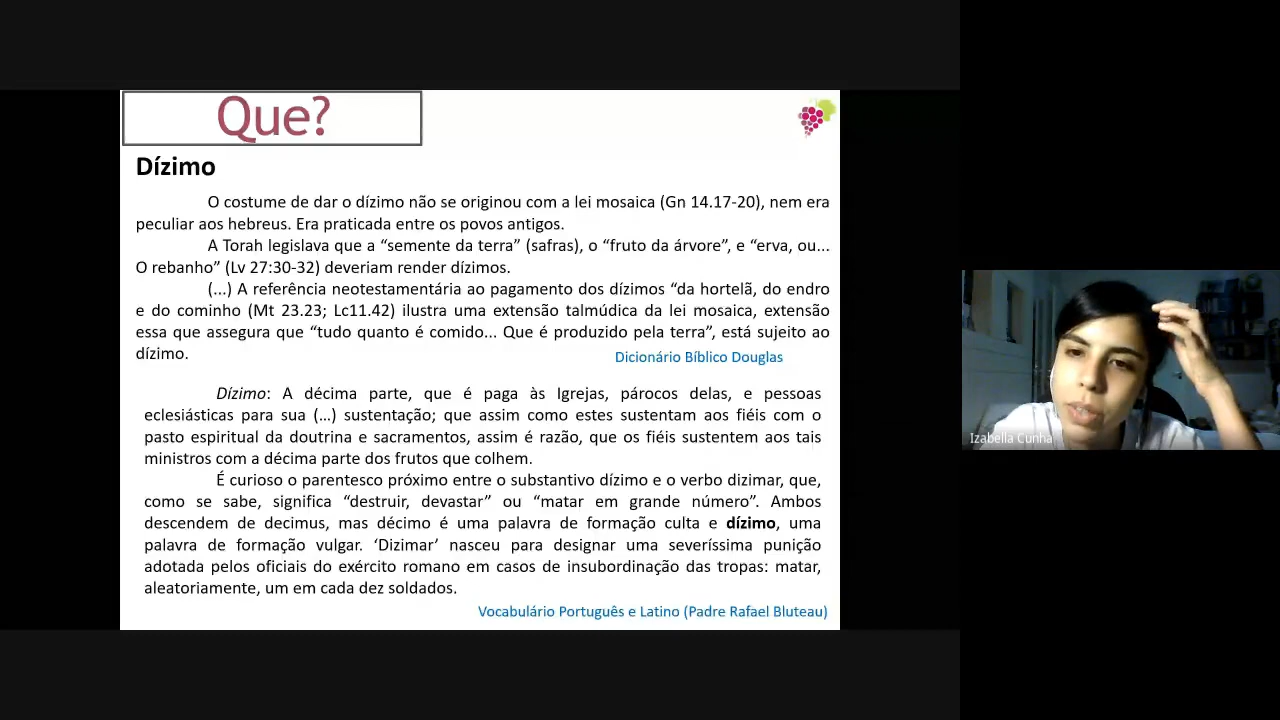 Que?
Dízimo
O costume de dar o dízimo não se originou com a lei mosaica (Gn 14.17-20), nem era
peculiar aos hebreus. Era praticada entre os povos antigos.
A Torah legislava que a “semente da terra” (safras), o “fruto da árvore”, e “erva, ou...
O rebanho” (Lv 27:30-32) deveriam render dízimos.
(...) A referência neotestamentária ao pagamento dos dízimos “da hortelã, do endro
e do cominho (Mt 23.23; Lc11.42) ilustra uma extensão talmúdica da lei mosaica, extensão
essa que assegura que “tudo quanto é comido... Que é produzido pela terra”, está sujeito ao
dízimo.
Dicionário Bíblico Douglas
Dízimo: A décima parte, que é paga às Igrejas, párocos delas, e pessoas
eclesiásticas para sua (...) sustentação; que assim como estes sustentam aos fiéis com o
pasto espiritual da doutrina e sacramentos, assim é razão, que os fiéis sustentem aos tais
ministros com a décima parte dos frutos que colhem.
É curioso o parentesco próximo entre o substantivo dízimo e o verbo dizimar, que,
como se sabe, significa “destruir, devastar” ou “matar em grande número”. Ambos
descendem de decimus, mas décimo é uma palavra de formação culta e dízimo, uma
palavra de formação vulgar. ‘Dizimar’ nasceu para designar uma severíssima punição
adotada pelos oficiais do exército romano em casos de insubordinação das tropas: matar,
aleatoriamente, um em cada dez soldados.
Vocabulário Português e Latino (Padre Rafael Bluteau)
Izabella Cunha